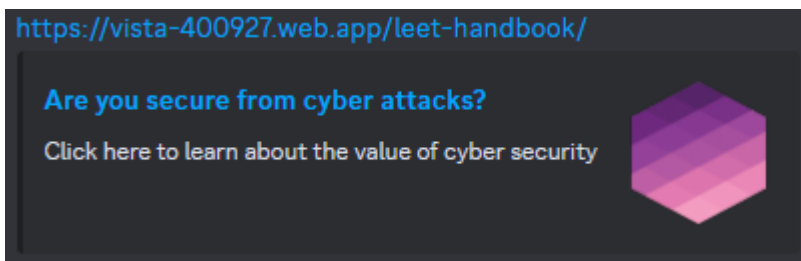 https://vista-400927.web.app/leet-handbook/
Are you secure from cyber attacks?
Click here to learn about the value of cyber security